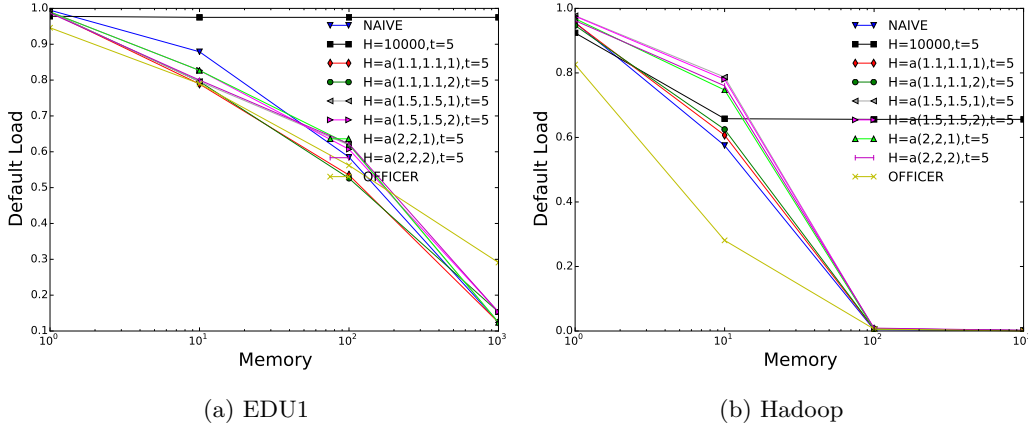 1.0
0.9
0.8
0.7
0.6
0.5
0.4
0.3
0.2
0.1
Default Load
10^0
10^1
10^2
10^3
Memory
NAIVE
H=10000,t=5
H=a(1.1,1.1,1),t=5
H=a(1.1,1.1,2),t=5
H=a(1.5,1.5,1),t=5
H=a(1.5,1.5,2),t=5
H=a(2,2,1),t=5
H=a(2,2,2),t=5
OFFICER
(a) EDU1
1.0
0.8
0.6
0.4
0.2
0.0
Default Load
10^0
10^1
10^2
10^3
Memory
NAIVE
H=10000,t=5
H=a(1.1,1.1,1),t=5
H=a(1.1,1.1,2),t=5
H=a(1.5,1.5,1),t=5
H=a(1.5,1.5,2),t=5
H=a(2,2,1),t=5
H=a(2,2,2),t=5
OFFICER
(b) Hadoop